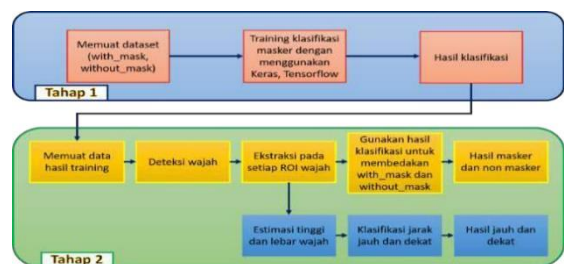 Memuat dataset
(with_mask,
without_mask)
Training klasifikasi
masker dengan
menggunakan
Keras, Tensorflow
Hasil klasifikasi
Tahap 1
Memuat data
hasil training
Deteksi wajah
Ekstraksi pada
setiap ROI wajah
Gunakan hasil
klasifikasi untuk
membedakan
with_mask dan
without_mask
Hasil masker
dan non masker
Estimasi tinggi
dan lebar wajah
Klasifikasi jarak
jauh dan dekat
Hasil jauh dan
dekat
Tahap 2